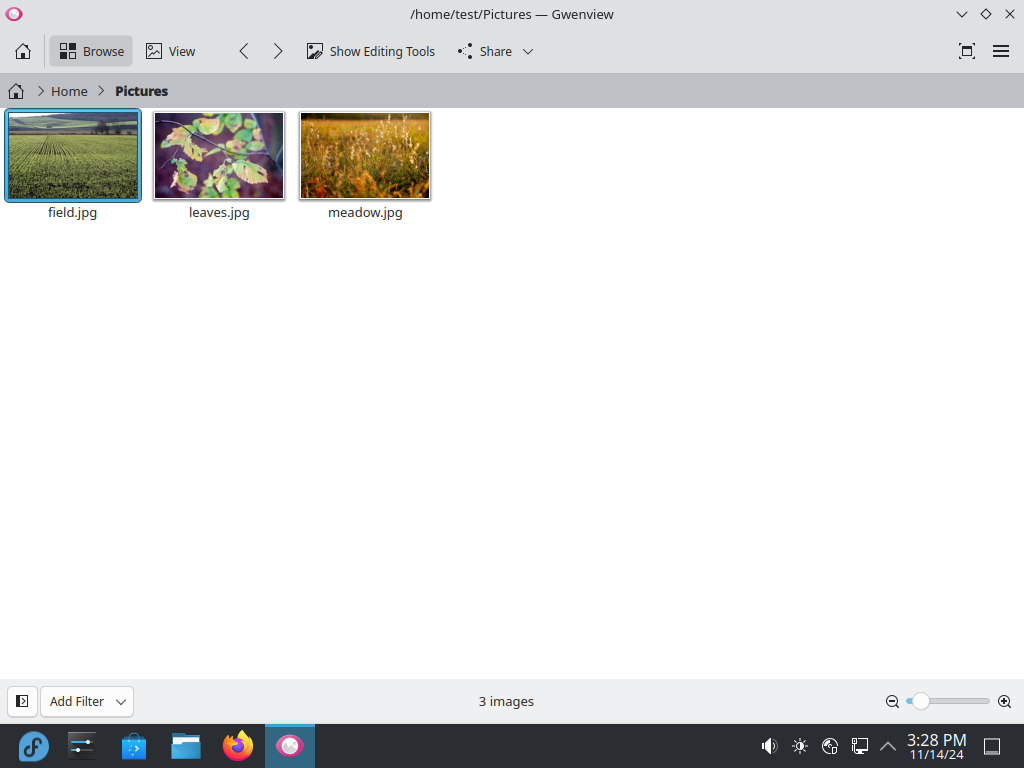 /home/test/Pictures — Gwenview
Browse
View
Show Editing Tools
Share
Home
Pictures
field.jpg
leaves.jpg
meadow.jpg
Add Filter
3 images
3:28 PM
11/14/24